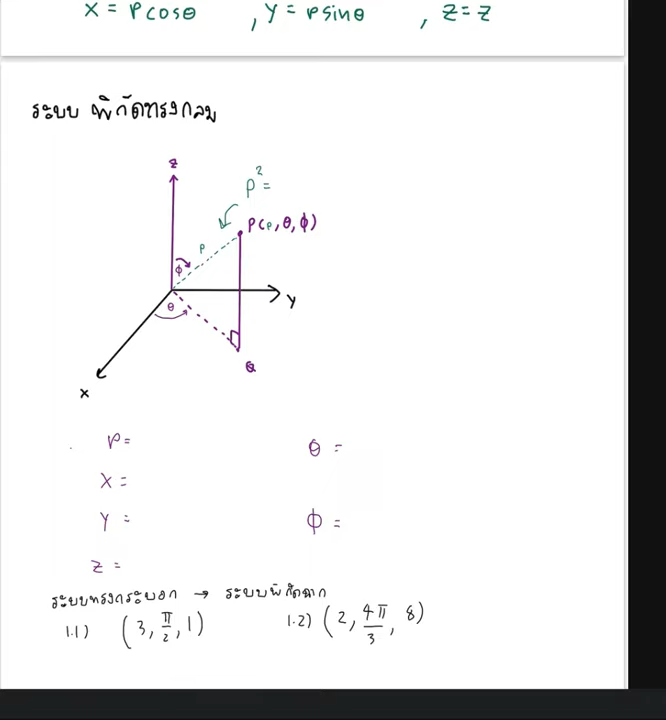 x = ρcosθ , y = ρsinθ , z = z
ระบบ พิกัดทรงกลม
z
ρ² =
P(ρ, θ, ϕ)
ρ
ϕ
y
θ
Q
x
ρ =
θ =
x =
y =
ϕ =
z =
ระบบทรงกระบอก → ระบบพิกัดฉาก
1.1) (3, π/2, 1) 1.2) (2, 4π/3, 8)